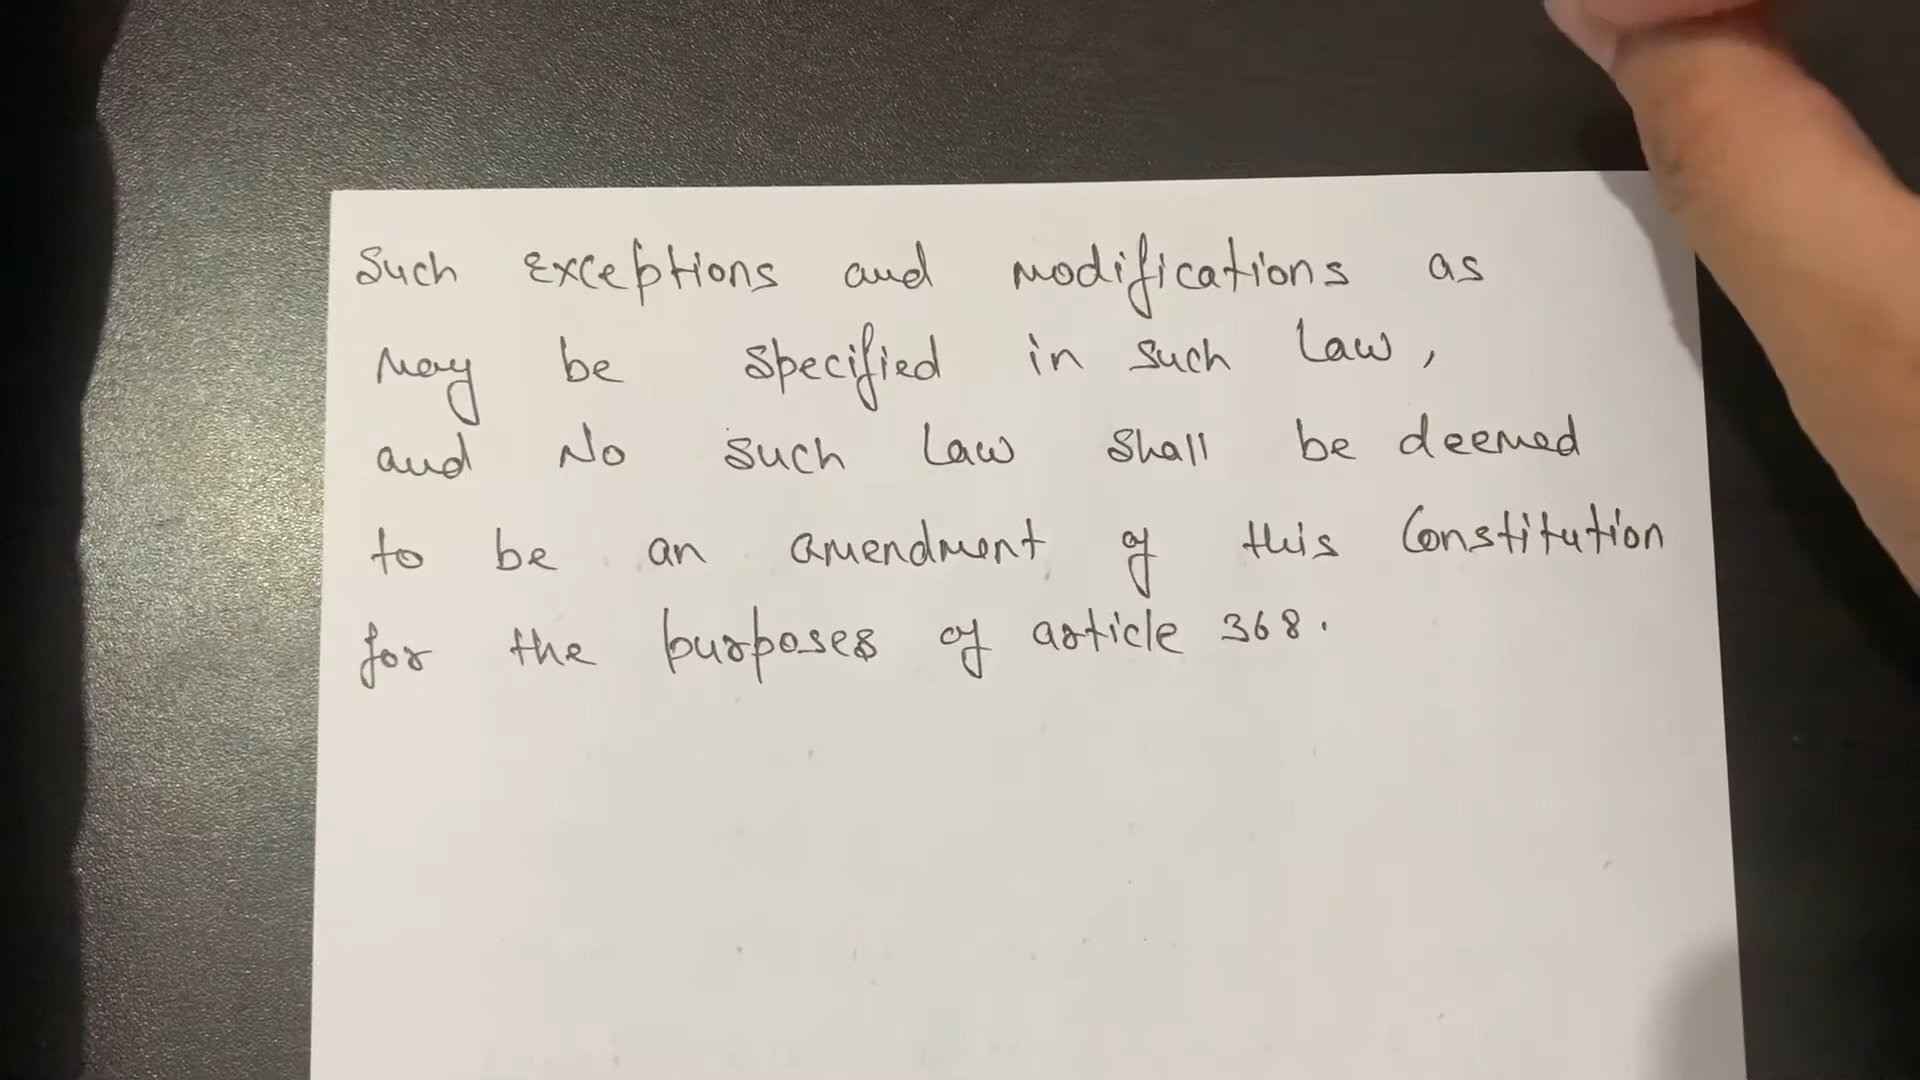 Such exceptions and modifications as
may be specified in such Law,
and No such Law shall be deemed
to be an amendment of this Constitution
for the purposes of article 368.